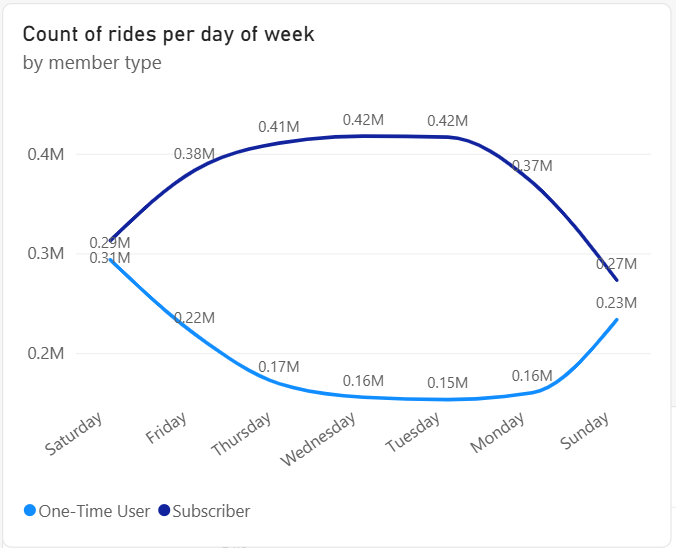 Count of rides per day of week
by member type
0.42M 0.42M
0.41M
0.4M 0.38M 0.37M
0.29M
0.3M 0.31M 0.27M
0.23M
0.22M
0.2M 0.17M 0.16M 0.15M 0.16M
Saturday Friday Thursday Wednesday Tuesday Monday Sunday
One-Time User Subscriber